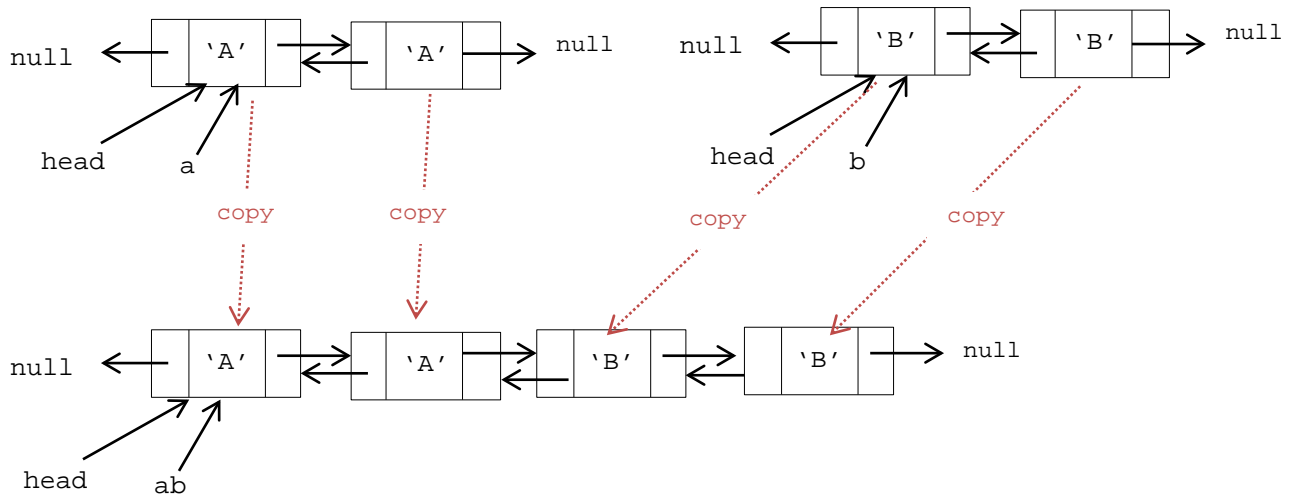 null ‘A’ ‘A’ null null ‘B’ ‘B’ null
head a head b
copy copy copy copy
null ‘A’ ‘A’ ‘B’ ‘B’ null
head ab